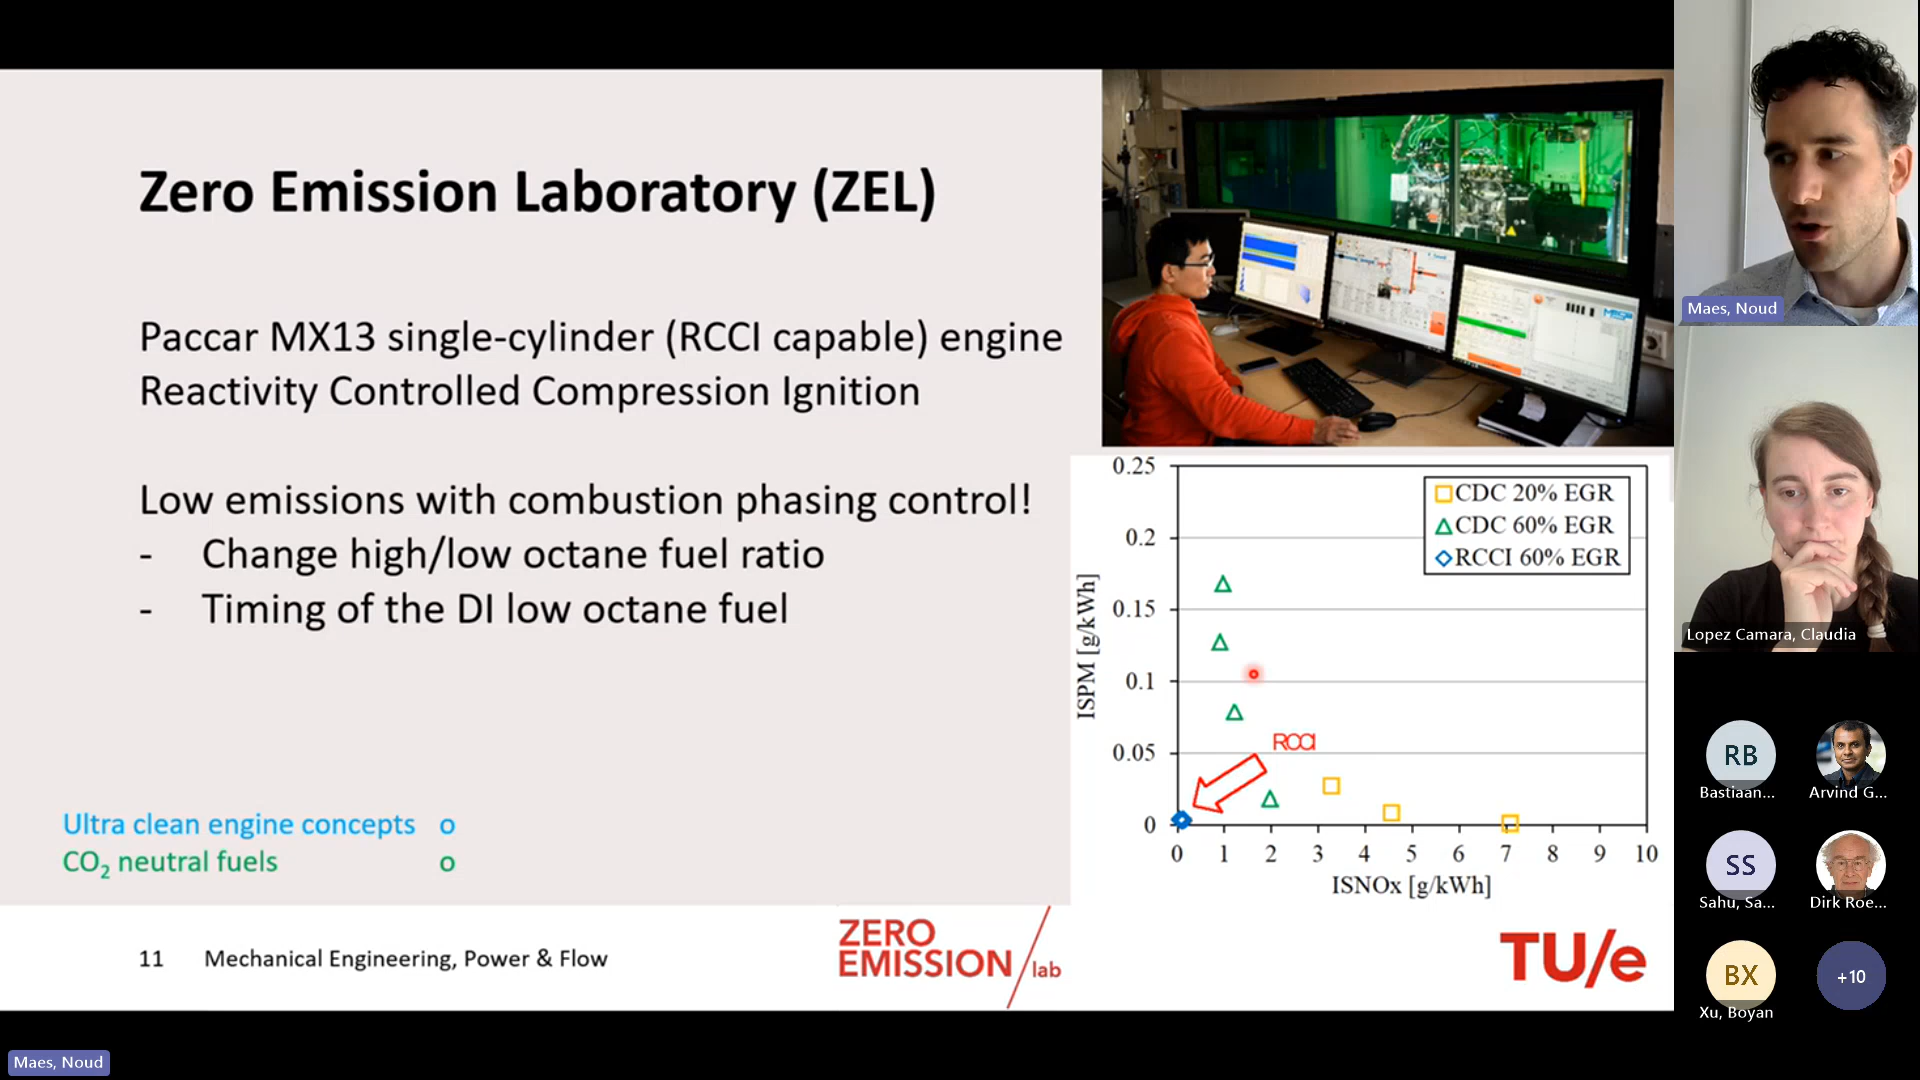 Zero Emission Laboratory (ZEL)
Paccar MX13 single-cylinder (RCCI capable) engine
Reactivity Controlled Compression Ignition
Low emissions with combustion phasing control!
- Change high/low octane fuel ratio
- Timing of the DI low octane fuel
Ultra clean engine concepts o
CO₂ neutral fuels o
11 Mechanical Engineering, Power & Flow
ZERO
EMISSION
lab
TU/e
0.25
0.2
0.15
0.1
0.05
0
ISPM [g/kWh]
CDC 20% EGR
CDC 60% EGR
RCCI 60% EGR
RCCI
0 1 2 3 4 5 6 7 8 9 10
ISNOx [g/kWh]
Maes, Noud
Lopez Camara, Claudia
RB
Bastiaan...
Arvind G...
SS
Sahu, Sa...
Dirk Roe...
BX
Xu, Boyan
+10
Maes, Noud